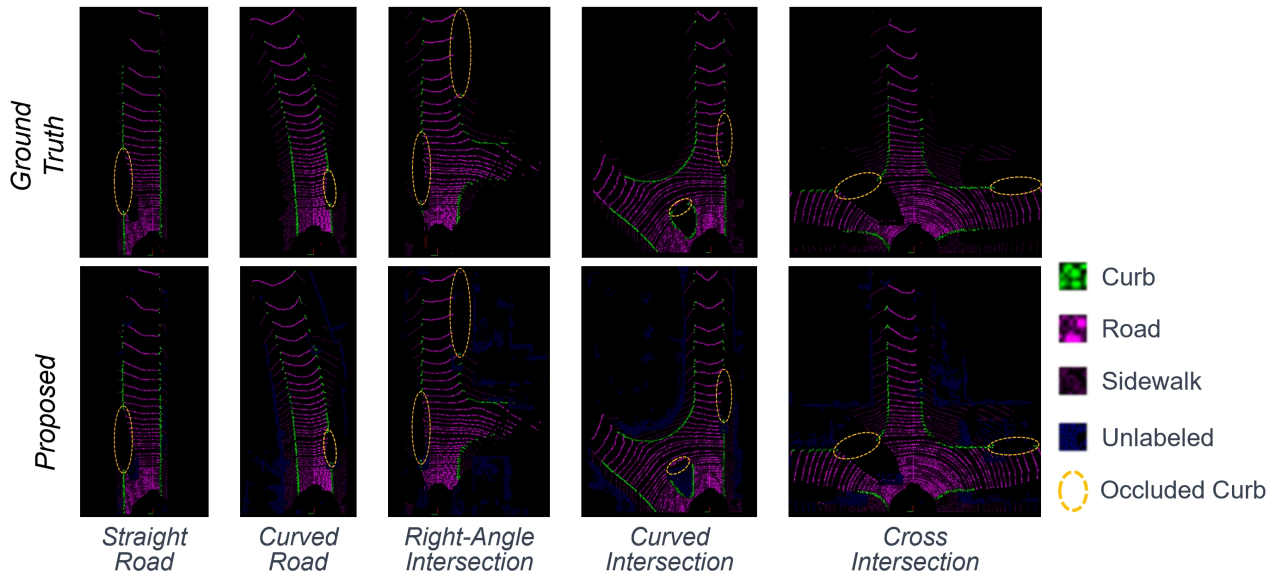 Ground
Truth
Proposed
Curb
Road
Sidewalk
Unlabeled
Occluded Curb
Straight
Road
Curved
Road
Right-Angle
Intersection
Curved
Intersection
Cross
Intersection